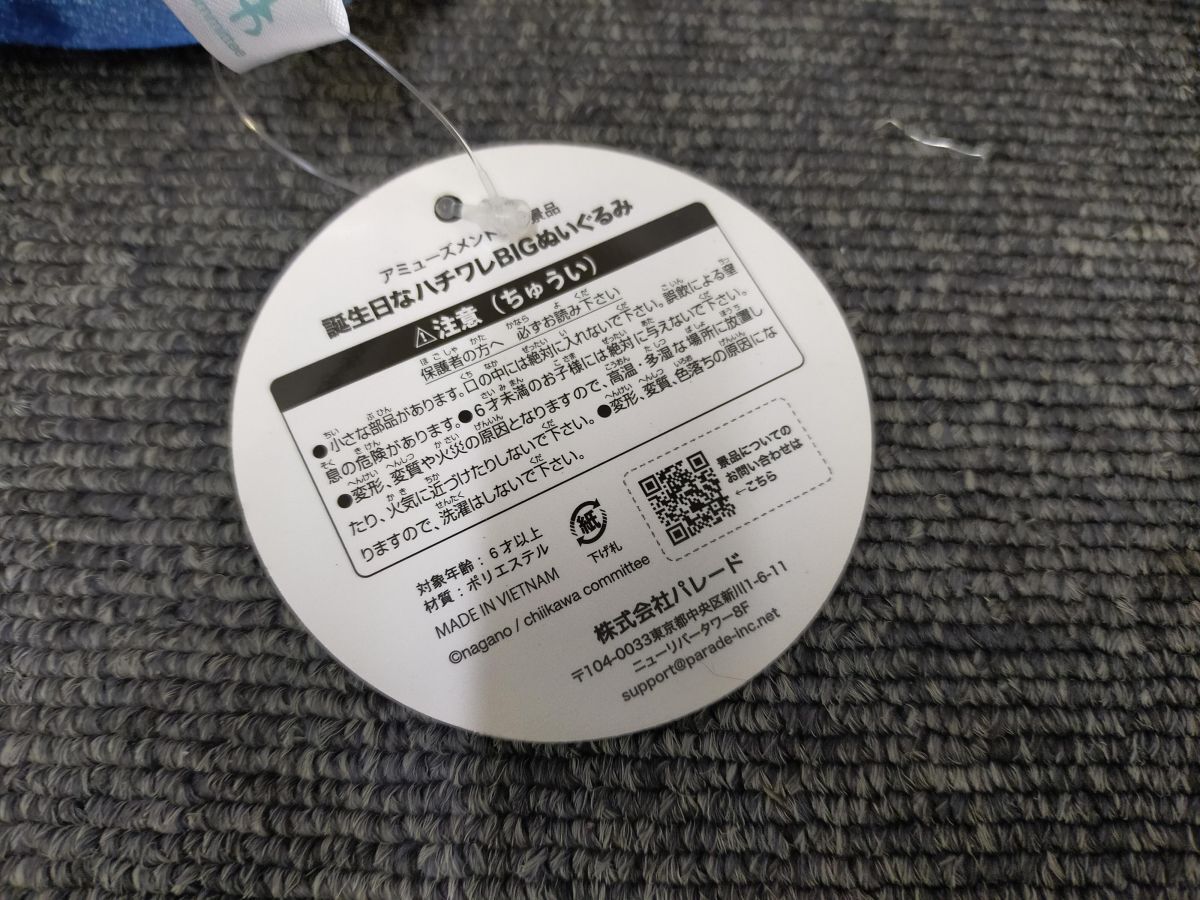 ittee
アミューズメント 景品
誕生日なハチワレBIGぬいぐるみ
⚠注意(ちゅうい)
保護者の方へ 必ずお読み下さい
●小さな部品があります。口の中には絶対に入れないで下さい。誤飲による窒
息の危険があります。●6才未満のお子様には絶対に与えないで下さい。
●変形、変質や火災の原因となりますので、高温・多湿な場所に放置し
たり、火気に近づけたりしないで下さい。●変形、変質、色落ちの原因にな
りますので、洗濯はしないで下さい。
対象年齢:6才以上
材質:ポリエステル
MADE IN VIETNAM
©nagano / chiikawa committee
紙
下げ札
景品についての
お問い合わせは
←こちら
株式会社パレード
〒104-0033東京都中央区新川1-6-11
ニューリバータワー8F
support@parade-inc.net